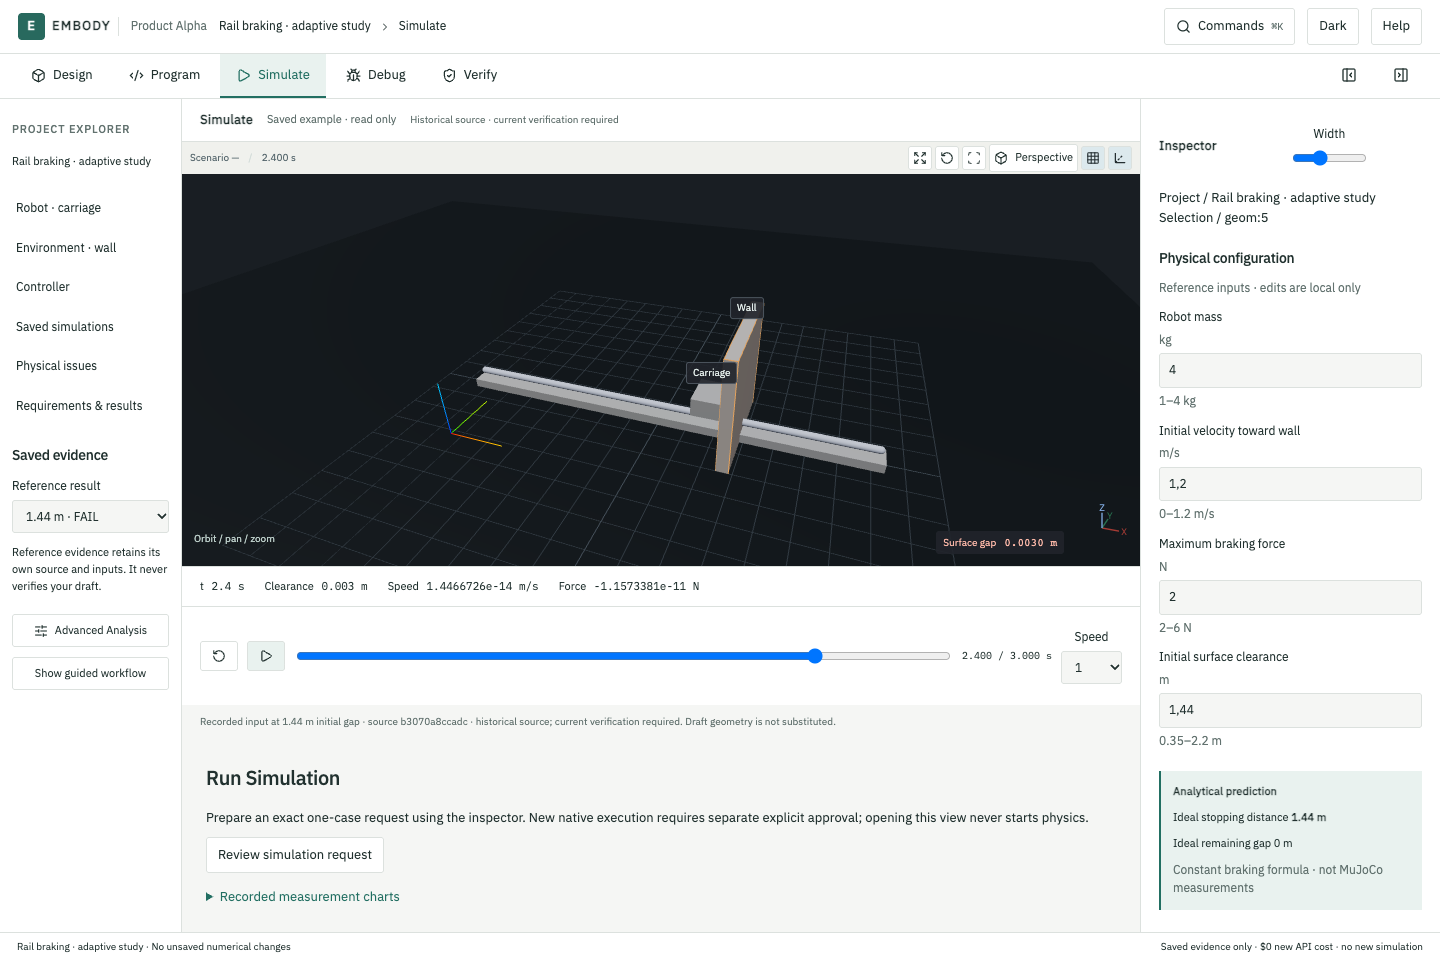 E EMBODY Product Alpha Rail braking · adaptive study › Simulate
Commands ⌘K Dark Help
Design Program Simulate Debug Verify
PROJECT EXPLORER
Rail braking · adaptive study
Robot · carriage
Environment · wall
Controller
Saved simulations
Physical issues
Requirements & results
Saved evidence
Reference result
1.44 m · FAIL
Reference evidence retains its
own source and inputs. It never
verifies your draft.
Advanced Analysis
Show guided workflow
Simulate Saved example · read only Historical source · current verification required
Scenario — / 2.400 s
Perspective
Wall
Carriage
Z
Y
X
Orbit / pan / zoom
Surface gap 0.0030 m
t 2.4 s Clearance 0.003 m Speed 1.4466726e-14 m/s Force -1.1573381e-11 N
Speed
2.400 / 3.000 s
1
Recorded input at 1.44 m initial gap · source b3070a8ccadc · historical source; current verification required. Draft geometry is not substituted.
Run Simulation
Prepare an exact one-case request using the inspector. New native execution requires separate explicit approval; opening this view never starts physics.
Review simulation request
Recorded measurement charts
Inspector
Width
Project / Rail braking · adaptive study
Selection / geom:5
Physical configuration
Reference inputs · edits are local only
Robot mass
kg
4
1–4 kg
Initial velocity toward wall
m/s
1,2
0–1.2 m/s
Maximum braking force
N
2
2–6 N
Initial surface clearance
m
1,44
0.35–2.2 m
Analytical prediction
Ideal stopping distance 1.44 m
Ideal remaining gap 0 m
Constant braking formula · not MuJoCo
measurements
Rail braking · adaptive study · No unsaved numerical changes
Saved evidence only · $0 new API cost · no new simulation